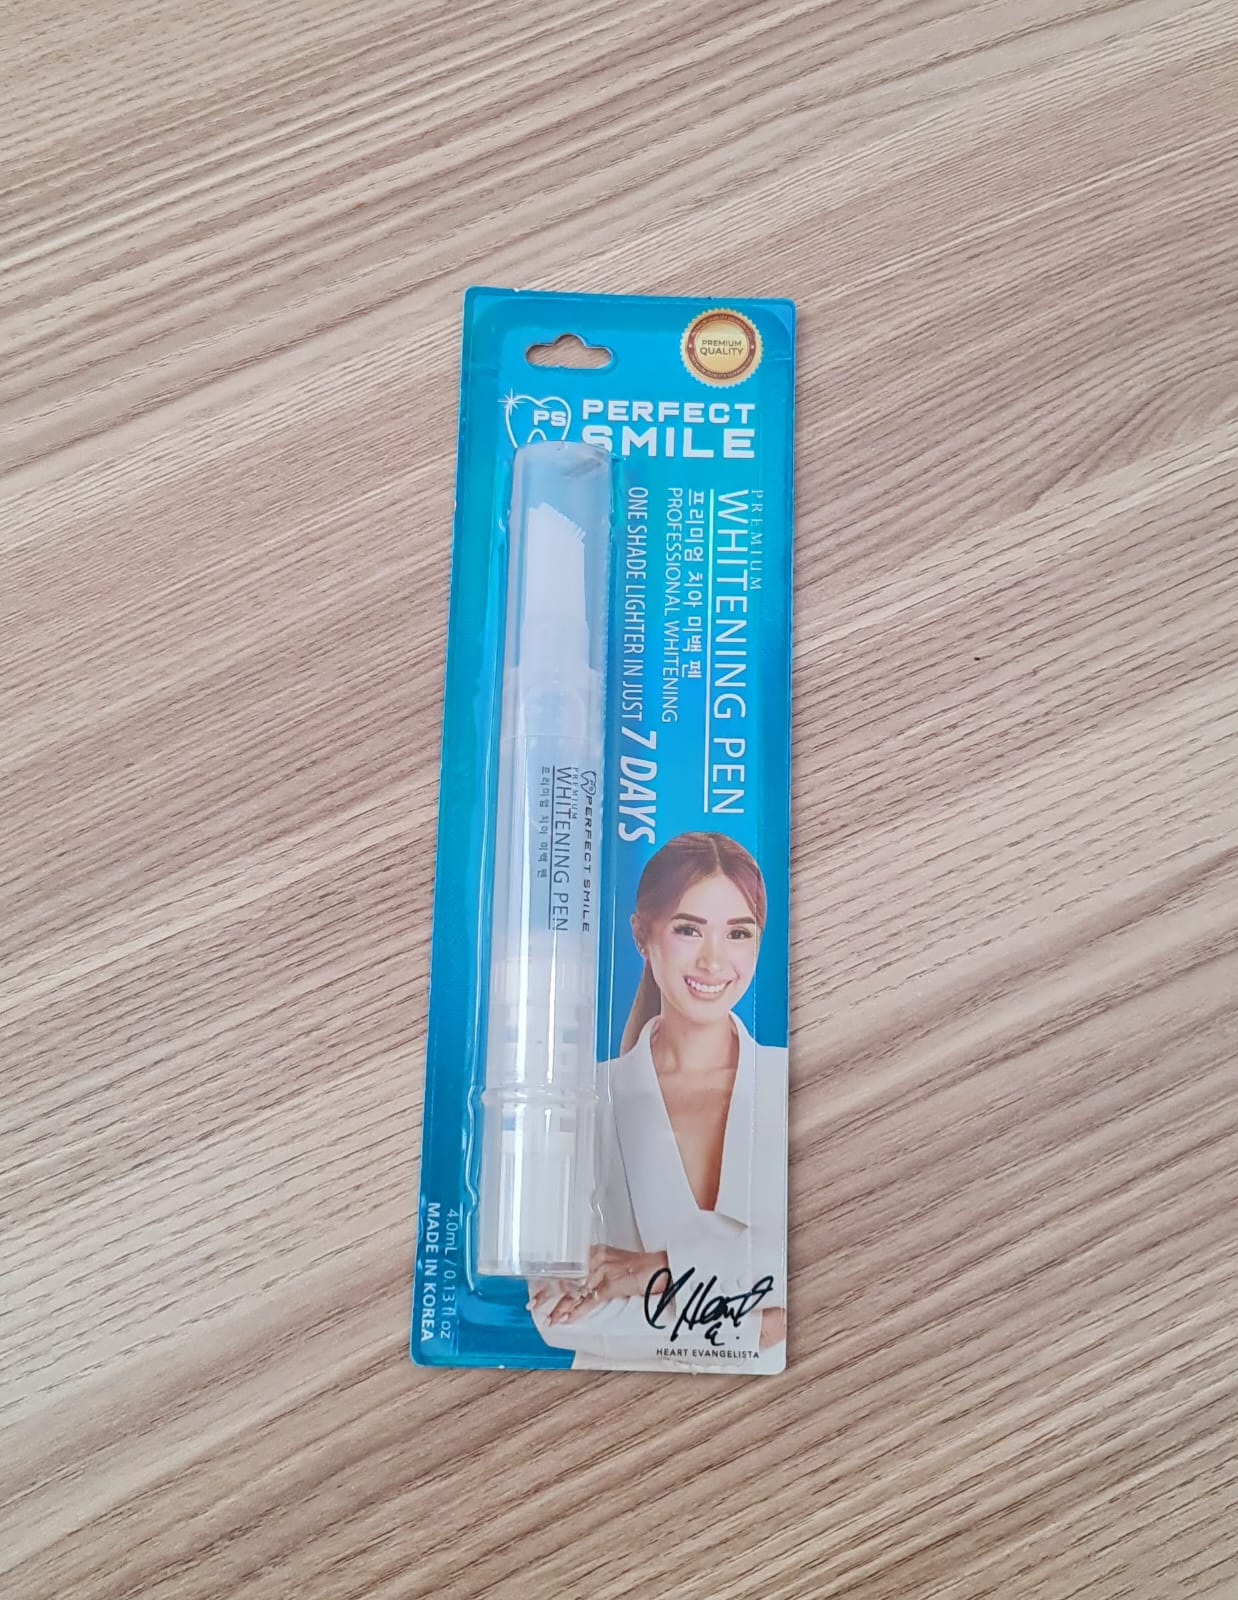 PREMIUM
QUALITY
PS
PERFECT
SMILE
PREMIUM
WHITENING PEN
프리미엄 치아 미백 펜
PROFESSIONAL WHITENING
ONE SHADE LIGHTER IN JUST 7 DAYS
PERFECT SMILE
PREMIUM
WHITENING PEN
프리미엄 치아 미백 펜
4.0mL / 0.13 fl oz
MADE IN KOREA
Heart
HEART EVANGELISTA